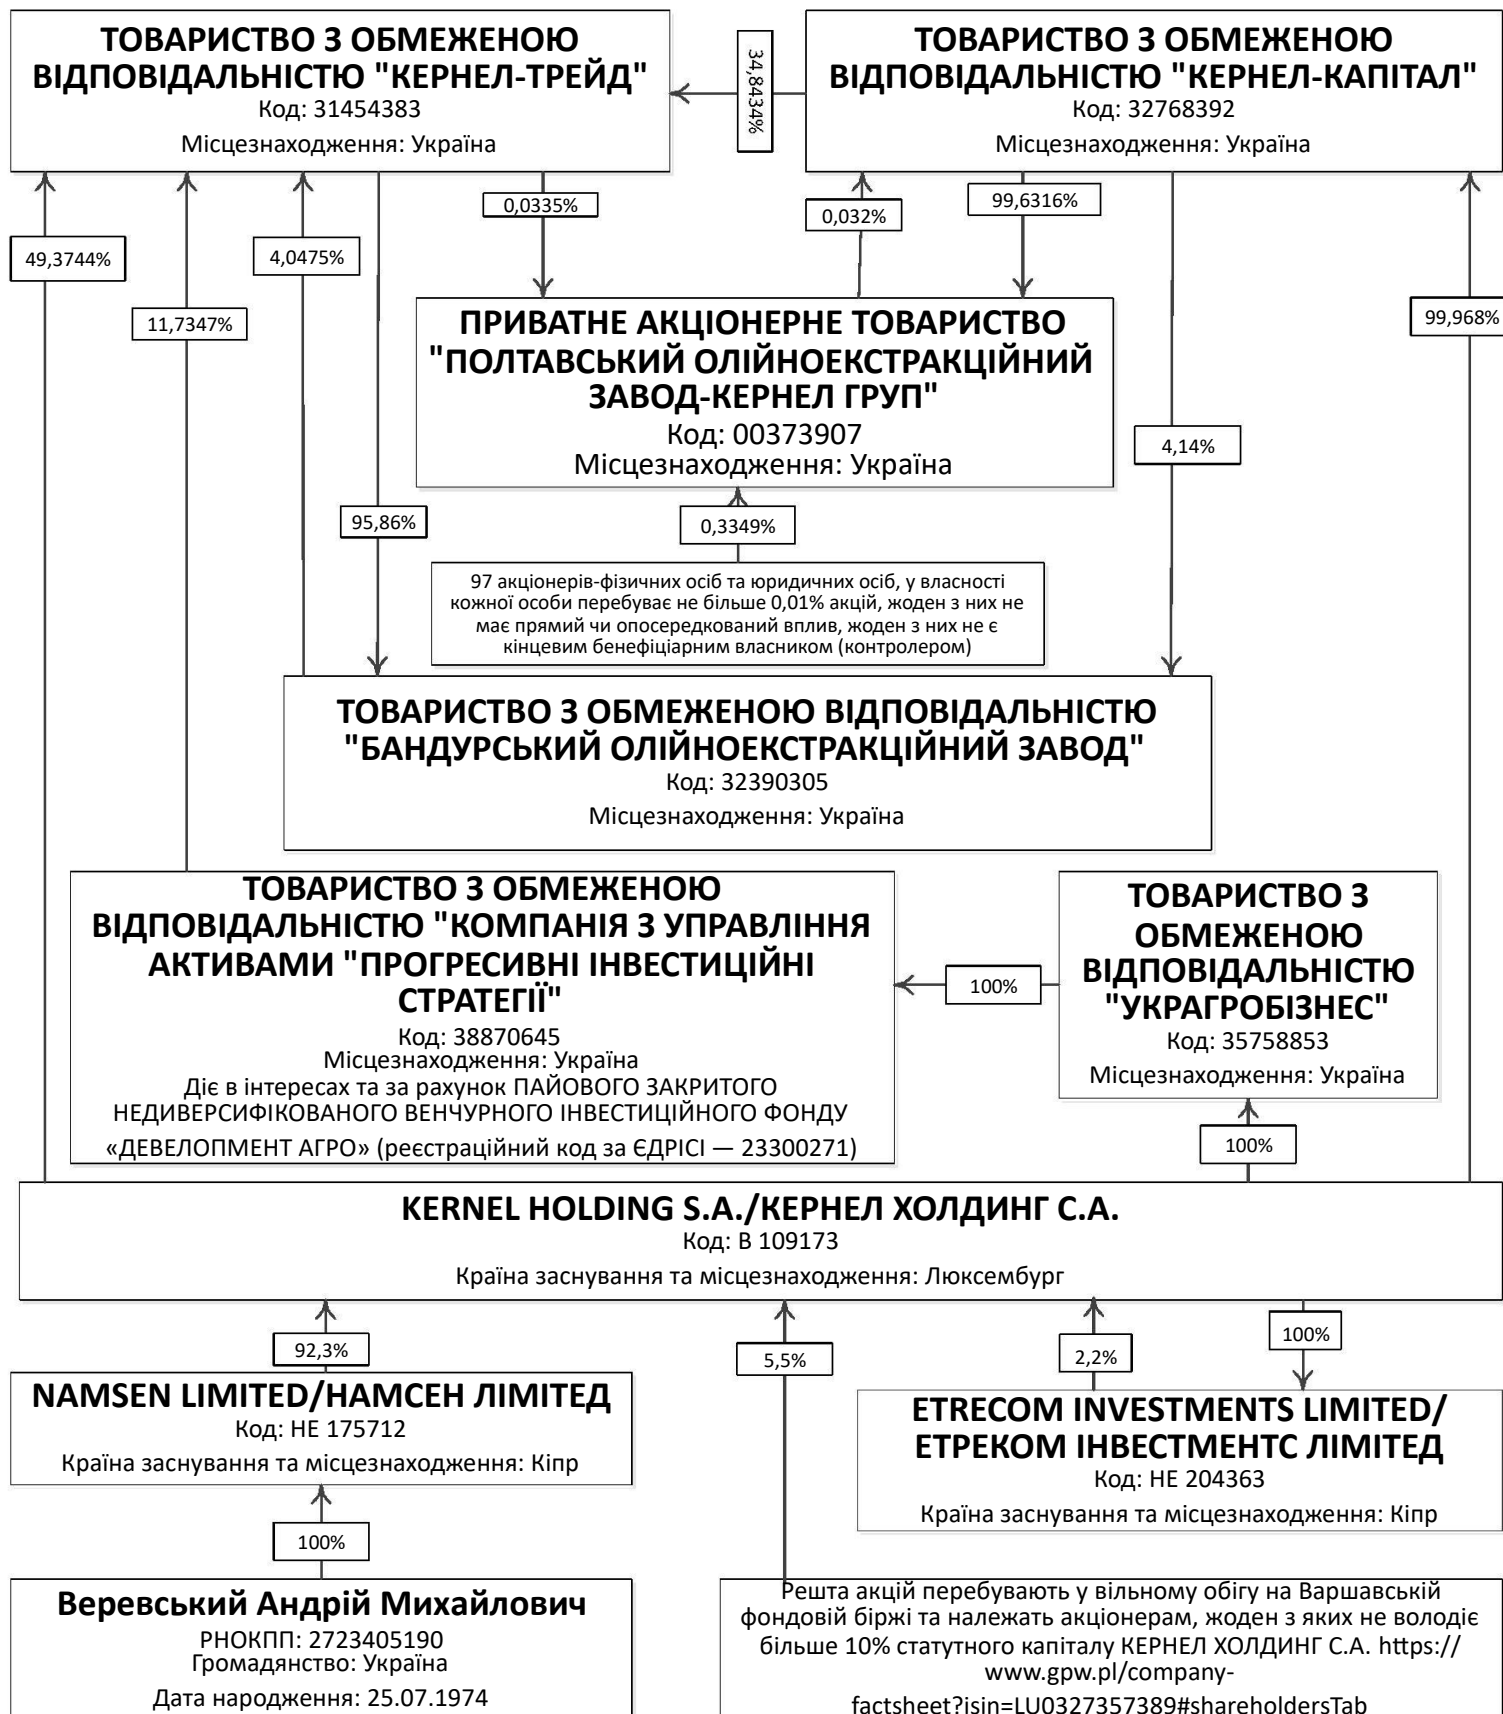 ТОВАРИСТВО З ОБМЕЖЕНОЮ
ВІДПОВІДАЛЬНІСТЮ "КЕРНЕЛ-ТРЕЙД"
Код: 31454383
Місцезнаходження: Україна
34,8434%
ТОВАРИСТВО З ОБМЕЖЕНОЮ
ВІДПОВІДАЛЬНІСТЮ "КЕРНЕЛ-КАПІТАЛ"
Код: 32768392
Місцезнаходження: Україна
0,0335%
0,032%
99,6316%
49,3744%
4,0475%
11,7347%
99,968%
ПРИВАТНЕ АКЦІОНЕРНЕ ТОВАРИСТВО
"ПОЛТАВСЬКИЙ ОЛІЙНОЕКСТРАКЦІЙНИЙ
ЗАВОД-КЕРНЕЛ ГРУП"
Код: 00373907
Місцезнаходження: Україна
4,14%
95,86%
0,3349%
97 акціонерів-фізичних осіб та юридичних осіб, у власності
кожної особи перебуває не більше 0,01% акцій, жоден з них не
має прямий чи опосередкований вплив, жоден з них не є
кінцевим бенефіціарним власником (контролером)
ТОВАРИСТВО З ОБМЕЖЕНОЮ ВІДПОВІДАЛЬНІСТЮ
"БАНДУРСЬКИЙ ОЛІЙНОЕКСТРАКЦІЙНИЙ ЗАВОД"
Код: 32390305
Місцезнаходження: Україна
ТОВАРИСТВО З ОБМЕЖЕНОЮ
ВІДПОВІДАЛЬНІСТЮ "КОМПАНІЯ З УПРАВЛІННЯ
АКТИВАМИ "ПРОГРЕСИВНІ ІНВЕСТИЦІЙНІ
СТРАТЕГІЇ"
Код: 38870645
Місцезнаходження: Україна
Діє в інтересах та за рахунок ПАЙОВОГО ЗАКРИТОГО
НЕДИВЕРСИФІКОВАНОГО ВЕНЧУРНОГО ІНВЕСТИЦІЙНОГО ФОНДУ
«ДЕВЕЛОПМЕНТ АГРО» (реєстраційний код за ЄДРІСІ — 23300271)
100%
ТОВАРИСТВО З
ОБМЕЖЕНОЮ
ВІДПОВІДАЛЬНІСТЮ
"УКРАГРОБІЗНЕС"
Код: 35758853
Місцезнаходження: Україна
100%
KERNEL HOLDING S.A./КЕРНЕЛ ХОЛДИНГ С.А.
Код: B 109173
Країна заснування та місцезнаходження: Люксембург
92,3%
5,5%
2,2%
100%
NAMSEN LIMITED/НАМСЕН ЛІМІТЕД
Код: HE 175712
Країна заснування та місцезнаходження: Кіпр
ETRECOM INVESTMENTS LIMITED/
ЕТРЕКОМ ІНВЕСТМЕНТС ЛІМІТЕД
Код: HE 204363
Країна заснування та місцезнаходження: Кіпр
100%
Веревський Андрій Михайлович
РНОКПП: 2723405190
Громадянство: Україна
Дата народження: 25.07.1974
Решта акцій перебувають у вільному обігу на Варшавській
фондовій біржі та належать акціонерам, жоден з яких не володіє
більше 10% статутного капіталу КЕРНЕЛ ХОЛДИНГ С.А. https://
www.gpw.pl/company-
factsheet?isin=LU0327357389#shareholdersTab